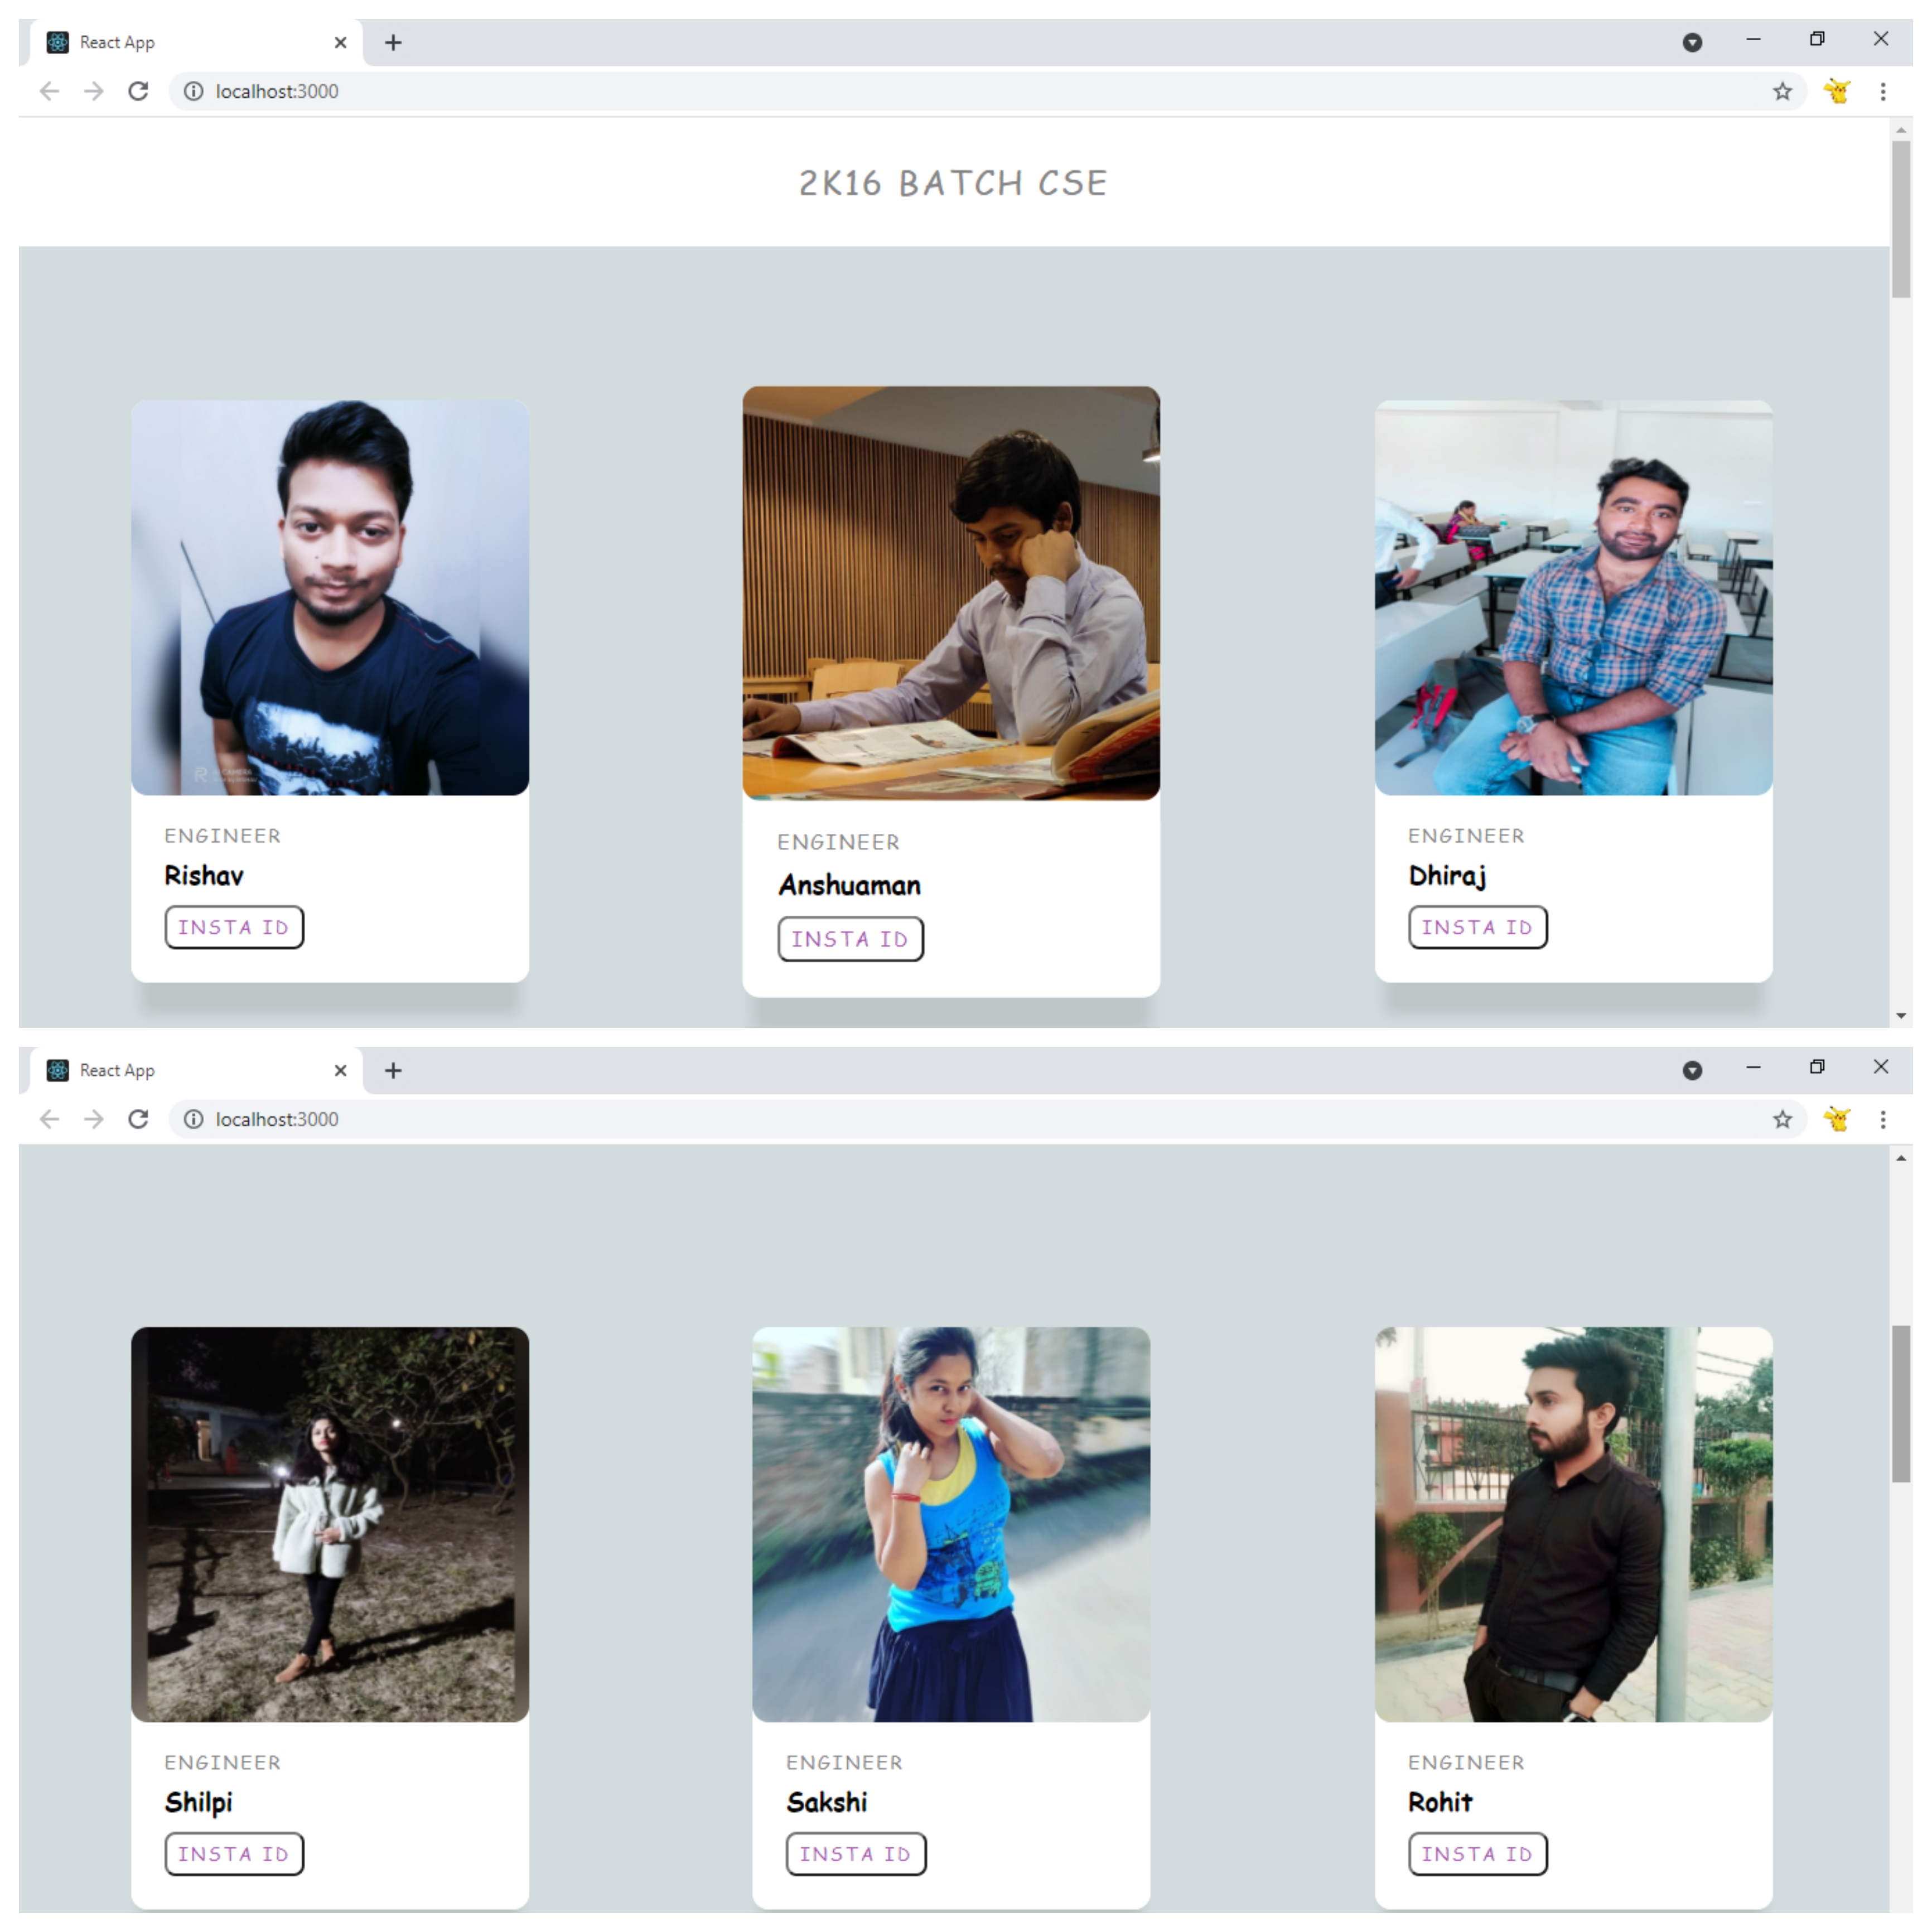 React App
localhost:3000
2K16 BATCH CSE
ENGINEER
Rishav
INSTA ID
ENGINEER
Anshuaman
INSTA ID
ENGINEER
Dhiraj
INSTA ID
React App
localhost:3000
ENGINEER
Shilpi
INSTA ID
ENGINEER
Sakshi
INSTA ID
ENGINEER
Rohit
INSTA ID